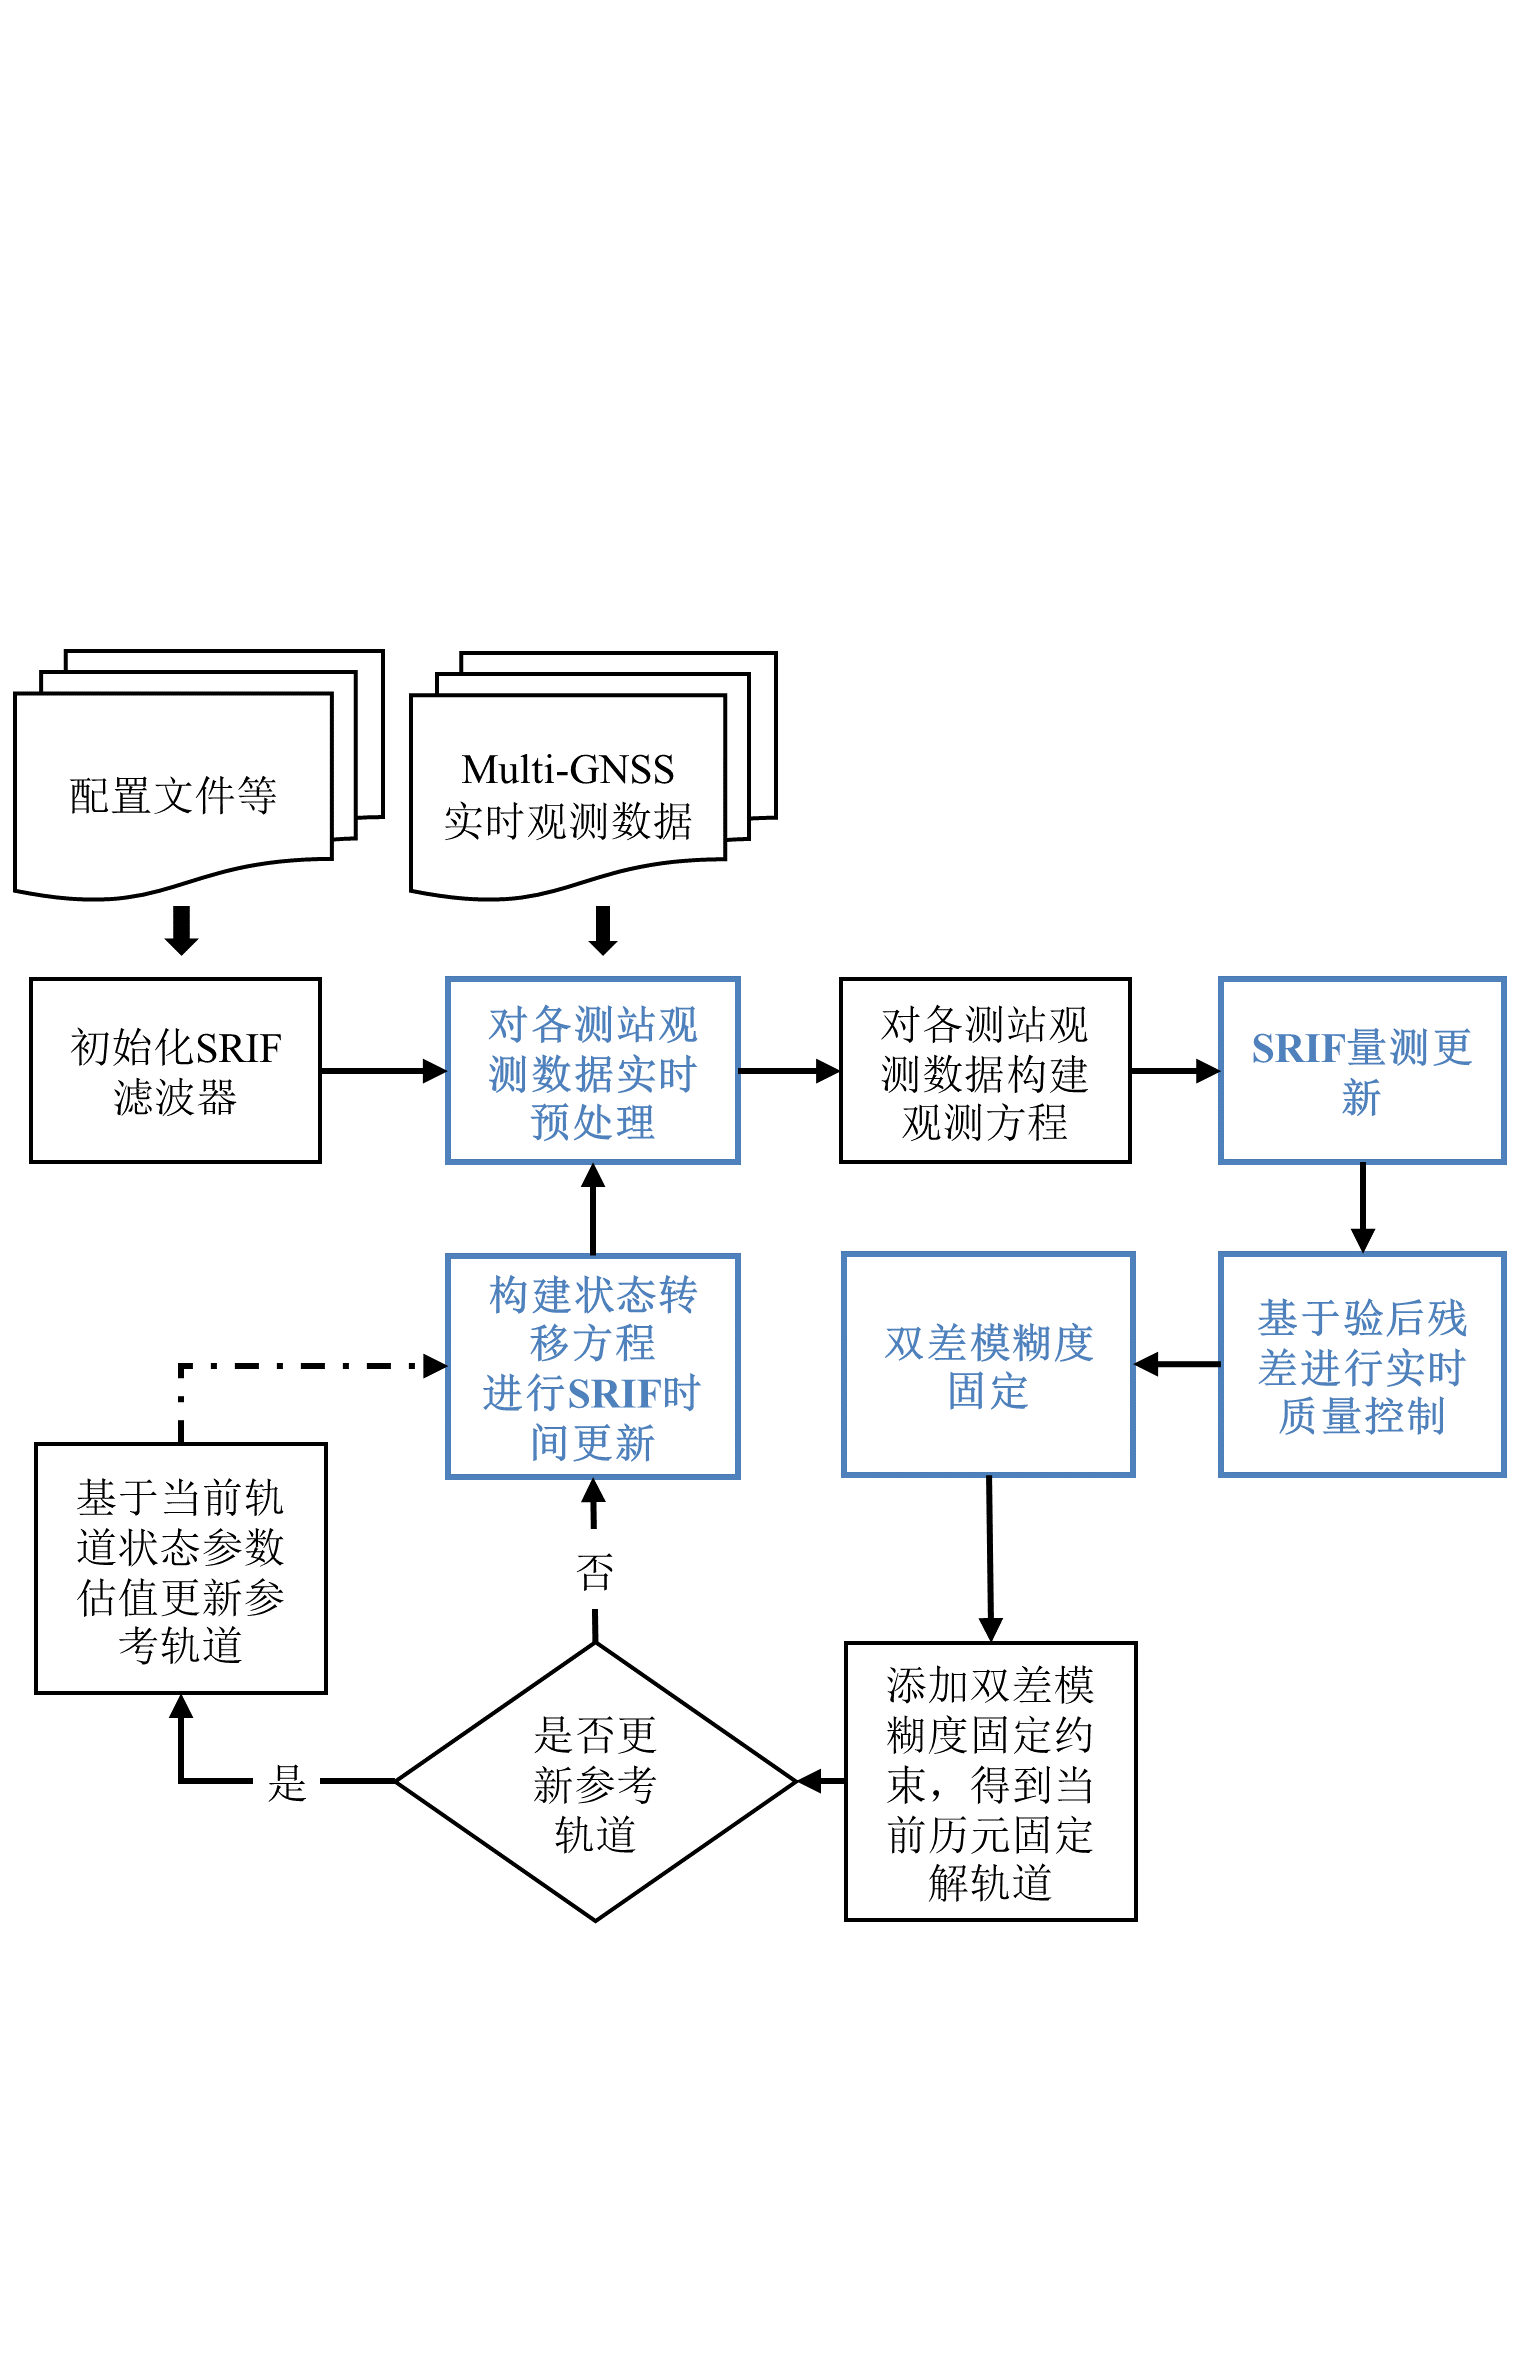 配置文件等
Multi-GNSS
实时观测数据
初始化SRIF
滤波器
对各测站观
测数据实时
预处理
对各测站观
测数据构建
观测方程
SRIF量测更
新
构建状态转
移方程
进行SRIF时
间更新
双差模糊度
固定
基于验后残
差进行实时
质量控制
基于当前轨
道状态参数
估值更新参
考轨道
否
是
是否更
新参考
轨道
添加双差模
糊度固定约
束，得到当
前历元固定
解轨道